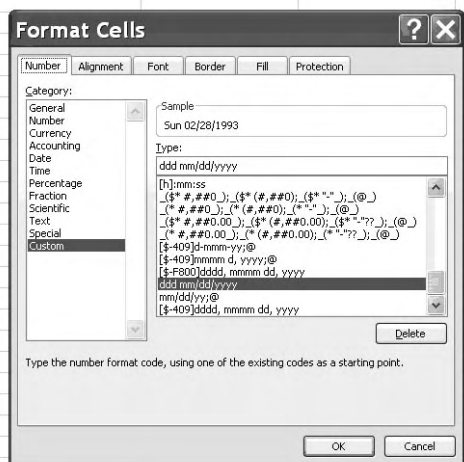 Format Cells
Number Alignment Font Border Fill Protection
Category:
General
Number
Currency
Accounting
Date
Time
Percentage
Fraction
Scientific
Text
Special
Custom
Sample
Sun 02/28/1993
Type:
ddd mm/dd/yyyy
[h]:mm:ss
_($* #,##0_);_($* (#,##0);_($* "-"_);_(@_)
_(* #,##0_);_(* (#,##0);_(* "-"_);_(@_)
_($* #,##0.00_);_($* (#,##0.00);_($* "-"??_);_(@_)
_(* #,##0.00_);_(* (#,##0.00);_(* "-"??_);_(@_)
[$-409]d-mmm-yy;@
[$-409]mmmm d, yyyy;@
[$-F800]dddd, mmmm dd, yyyy
ddd mm/dd/yyyy
mm/dd/yy;@
[$-409]dddd, mmmm dd, yyyy
Delete
Type the number format code, using one of the existing codes as a starting point.
OK Cancel